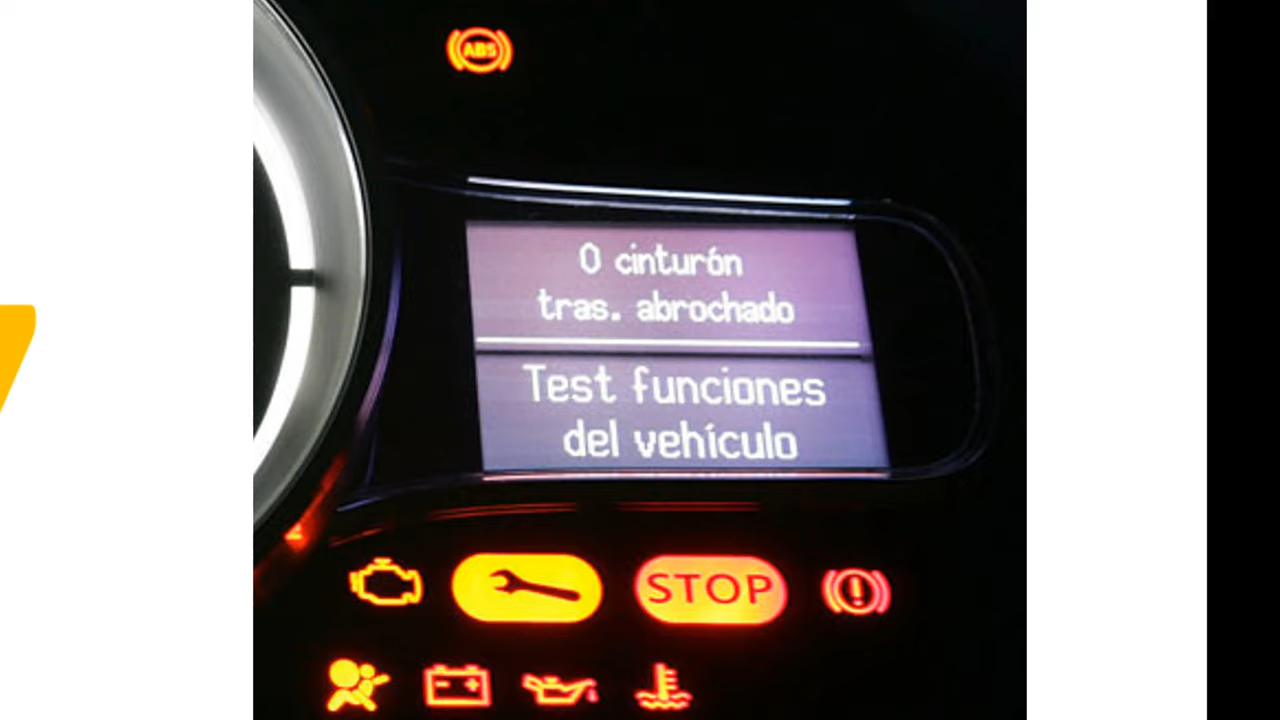 ABS
0 cinturón
tras. abrochado
Test funciones
del vehículo
STOP